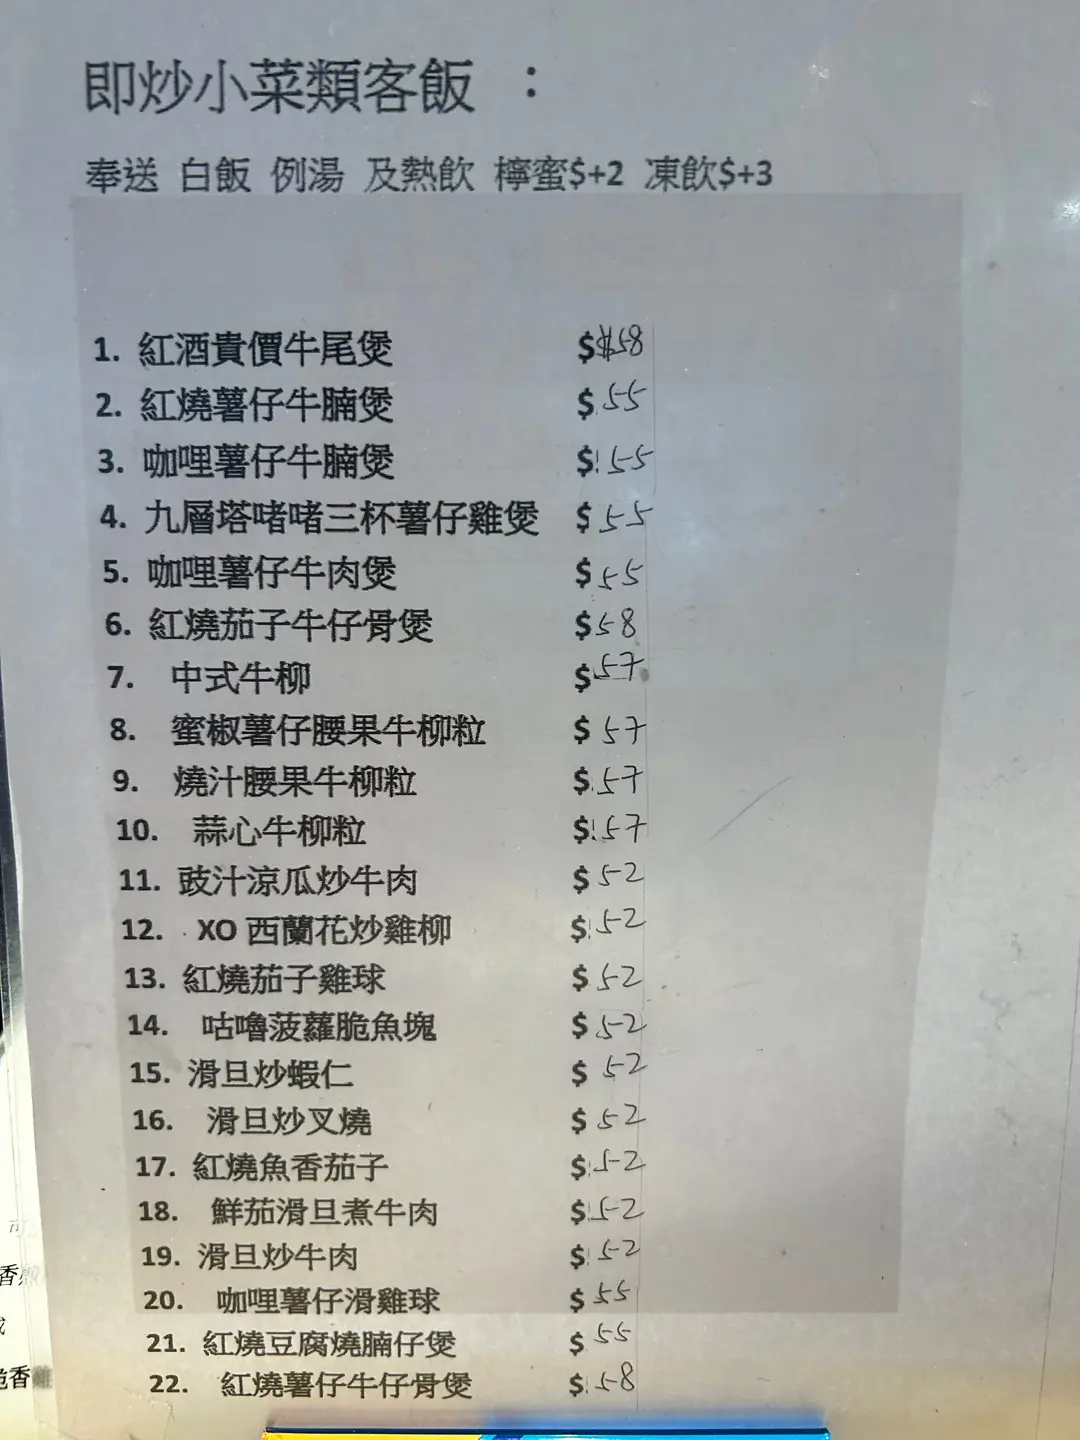 即炒小菜類客飯 ：
奉送 白飯 例湯 及熱飲 檸蜜$+2 凍飲$+3
1. 紅酒貴價牛尾煲 $58
2. 紅燒薯仔牛腩煲 $55
3. 咖哩薯仔牛腩煲 $55
4. 九層塔啫啫三杯薯仔雞煲 $55
5. 咖哩薯仔牛肉煲 $55
6. 紅燒茄子牛仔骨煲 $58
7. 中式牛柳 $57
8. 蜜椒薯仔腰果牛柳粒 $57
9. 燒汁腰果牛柳粒 $57
10. 蒜心牛柳粒 $57
11. 豉汁涼瓜炒牛肉 $52
12. XO 西蘭花炒雞柳 $52
13. 紅燒茄子雞球 $52
14. 咕嚕菠蘿脆魚塊 $52
15. 滑旦炒蝦仁 $52
16. 滑旦炒叉燒 $52
17. 紅燒魚香茄子 $52
18. 鮮茄滑旦煮牛肉 $52
19. 滑旦炒牛肉 $52
20. 咖哩薯仔滑雞球 $55
21. 紅燒豆腐燒腩仔煲 $55
22. 紅燒薯仔牛仔骨煲 $58